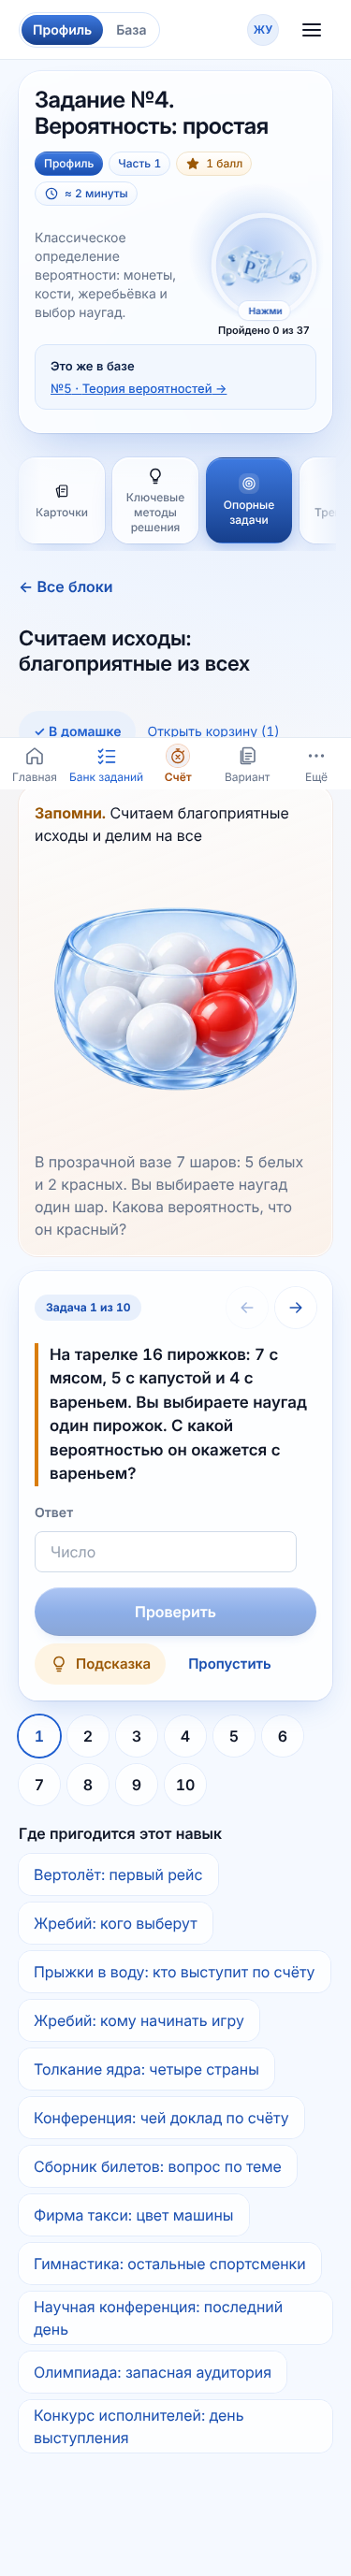 Профиль База ЖУ
Задание №4.
Вероятность: простая
Профиль Часть 1 1 балл
≈ 2 минуты
Классическое
определение
вероятности: монеты,
кости, жеребьёвка и
выбор наугад.
Р
Нажми
Пройдено 0 из 37
Это же в базе
№5 · Теория вероятностей →
Карточки
Ключевые
методы
решения
Опорные
задачи
Тре
← Все блоки
Считаем исходы:
благоприятные из всех
✓ В домашке Открыть корзину (1)
Главная Банк заданий Счёт Вариант Ещё
Запомни. Считаем благоприятные
исходы и делим на все
В прозрачной вазе 7 шаров: 5 белых
и 2 красных. Вы выбираете наугад
один шар. Какова вероятность, что
он красный?
Задача 1 из 10 ← →
На тарелке 16 пирожков: 7 с
мясом, 5 с капустой и 4 с
вареньем. Вы выбираете наугад
один пирожок. С какой
вероятностью он окажется с
вареньем?
Ответ
Число
Проверить
Подсказка Пропустить
1 2 3 4 5 6
7 8 9 10
Где пригодится этот навык
Вертолёт: первый рейс
Жребий: кого выберут
Прыжки в воду: кто выступит по счёту
Жребий: кому начинать игру
Толкание ядра: четыре страны
Конференция: чей доклад по счёту
Сборник билетов: вопрос по теме
Фирма такси: цвет машины
Гимнастика: остальные спортсменки
Научная конференция: последний
день
Олимпиада: запасная аудитория
Конкурс исполнителей: день
выступления